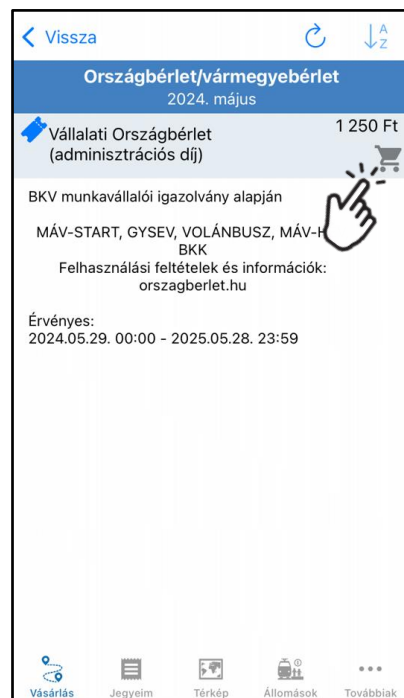 Vissza
A
Z
Országbérlet/vármegyebérlet
2024. május
Vállalati Országbérlet
1 250 Ft
(adminisztrációs díj)
BKV munkavállalói igazolvány alapján
MÁV-START, GYSEV, VOLÁNBUSZ, MÁV-H
BKK
Felhasználási feltételek és információk:
orszagberlet.hu
Érvényes:
2024.05.29. 00:00 - 2025.05.28. 23:59
Vásárlás Jegyeim Térkép Állomások Továbbiak